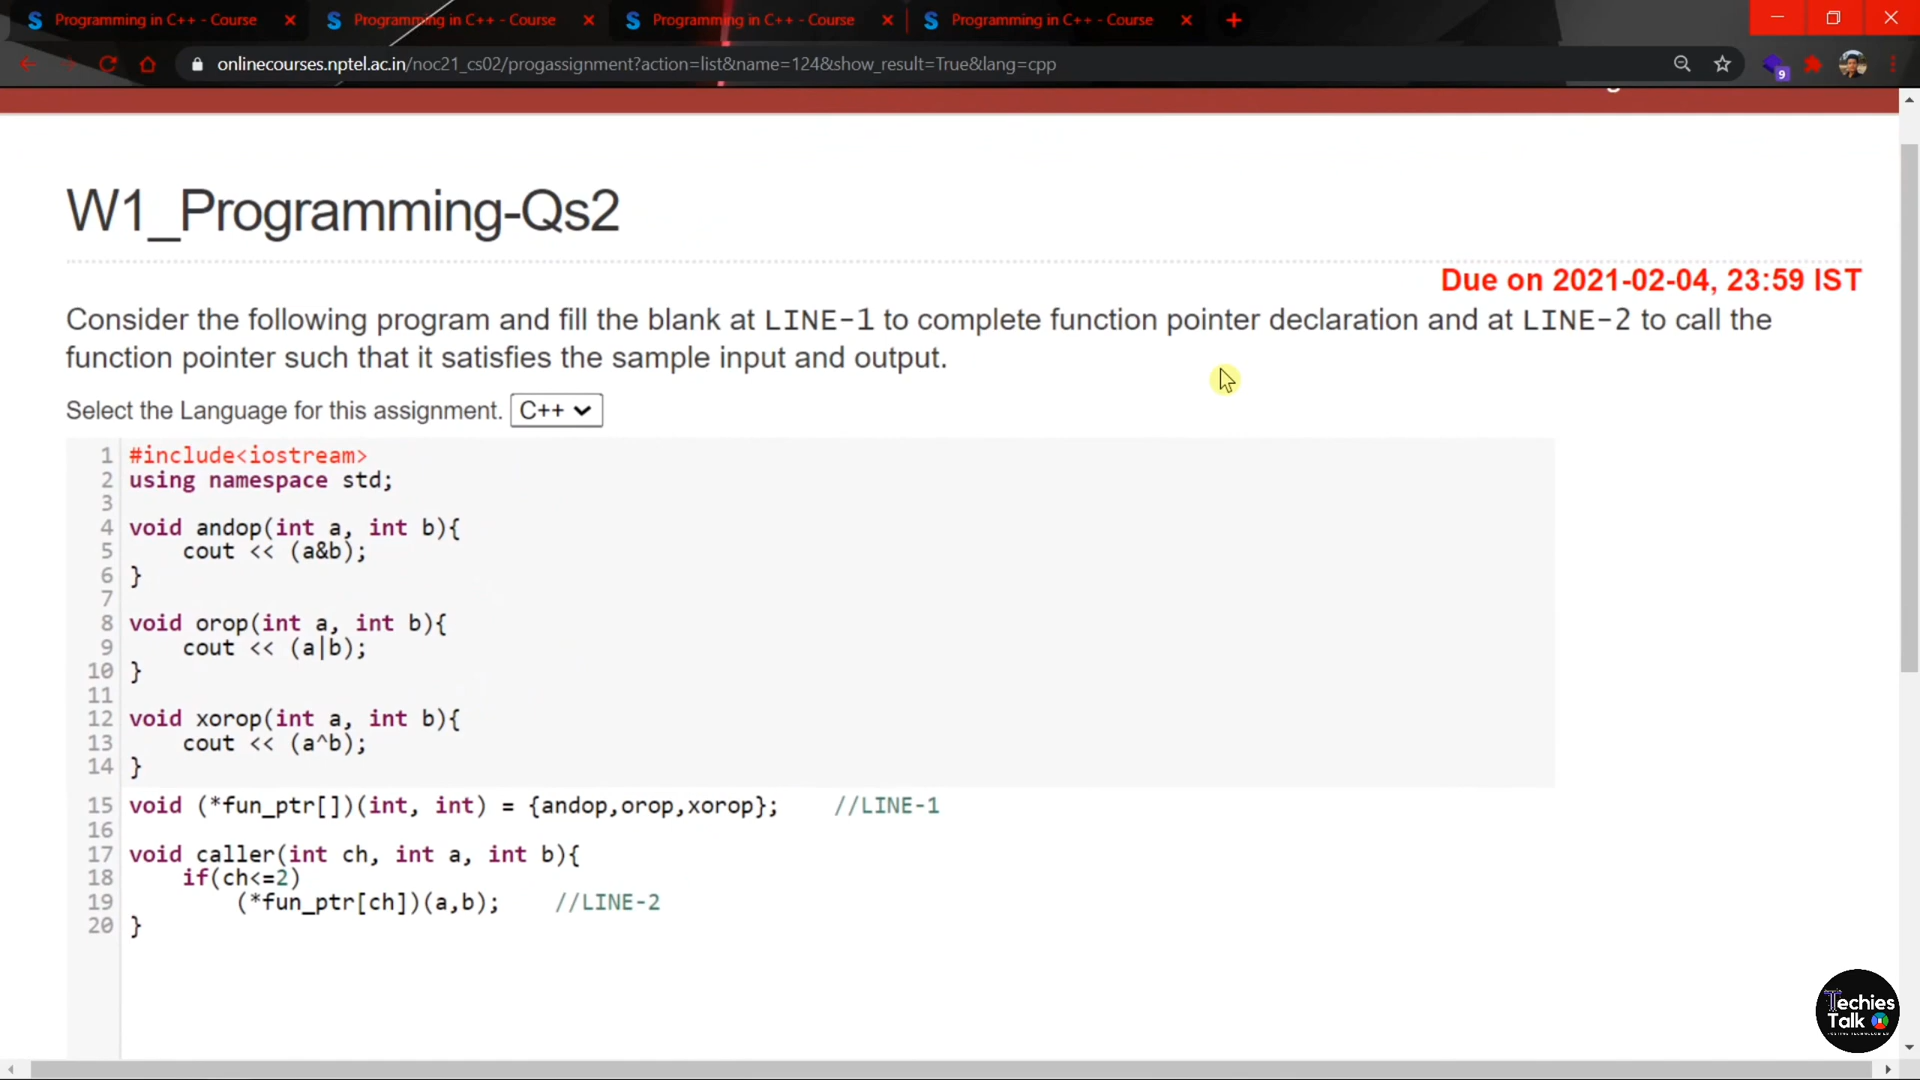 Programming in C++ - Course
Programming in C++ - Course
Programming in C++ - Course
Programming in C++ - Course
onlinecourses.nptel.ac.in/noc21_cs02/progassignment?action=list&name=124&show_result=True&lang=cpp
9
W1_Programming-Qs2
Due on 2021-02-04, 23:59 IST
Consider the following program and fill the blank at LINE-1 to complete function pointer declaration and at LINE-2 to call the
function pointer such that it satisfies the sample input and output.
Select the Language for this assignment. C++
1 #include<iostream>
2 using namespace std;
3
4 void andop(int a, int b){
5     cout << (a&b);
6 }
7
8 void orop(int a, int b){
9     cout << (a|b);
10 }
11
12 void xorop(int a, int b){
13     cout << (a^b);
14 }
15 void (*fun_ptr[])(int, int) = {andop,orop,xorop};    //LINE-1
16
17 void caller(int ch, int a, int b){
18     if(ch<=2)
19         (*fun_ptr[ch])(a,b);    //LINE-2
20 }
Techies
Talk